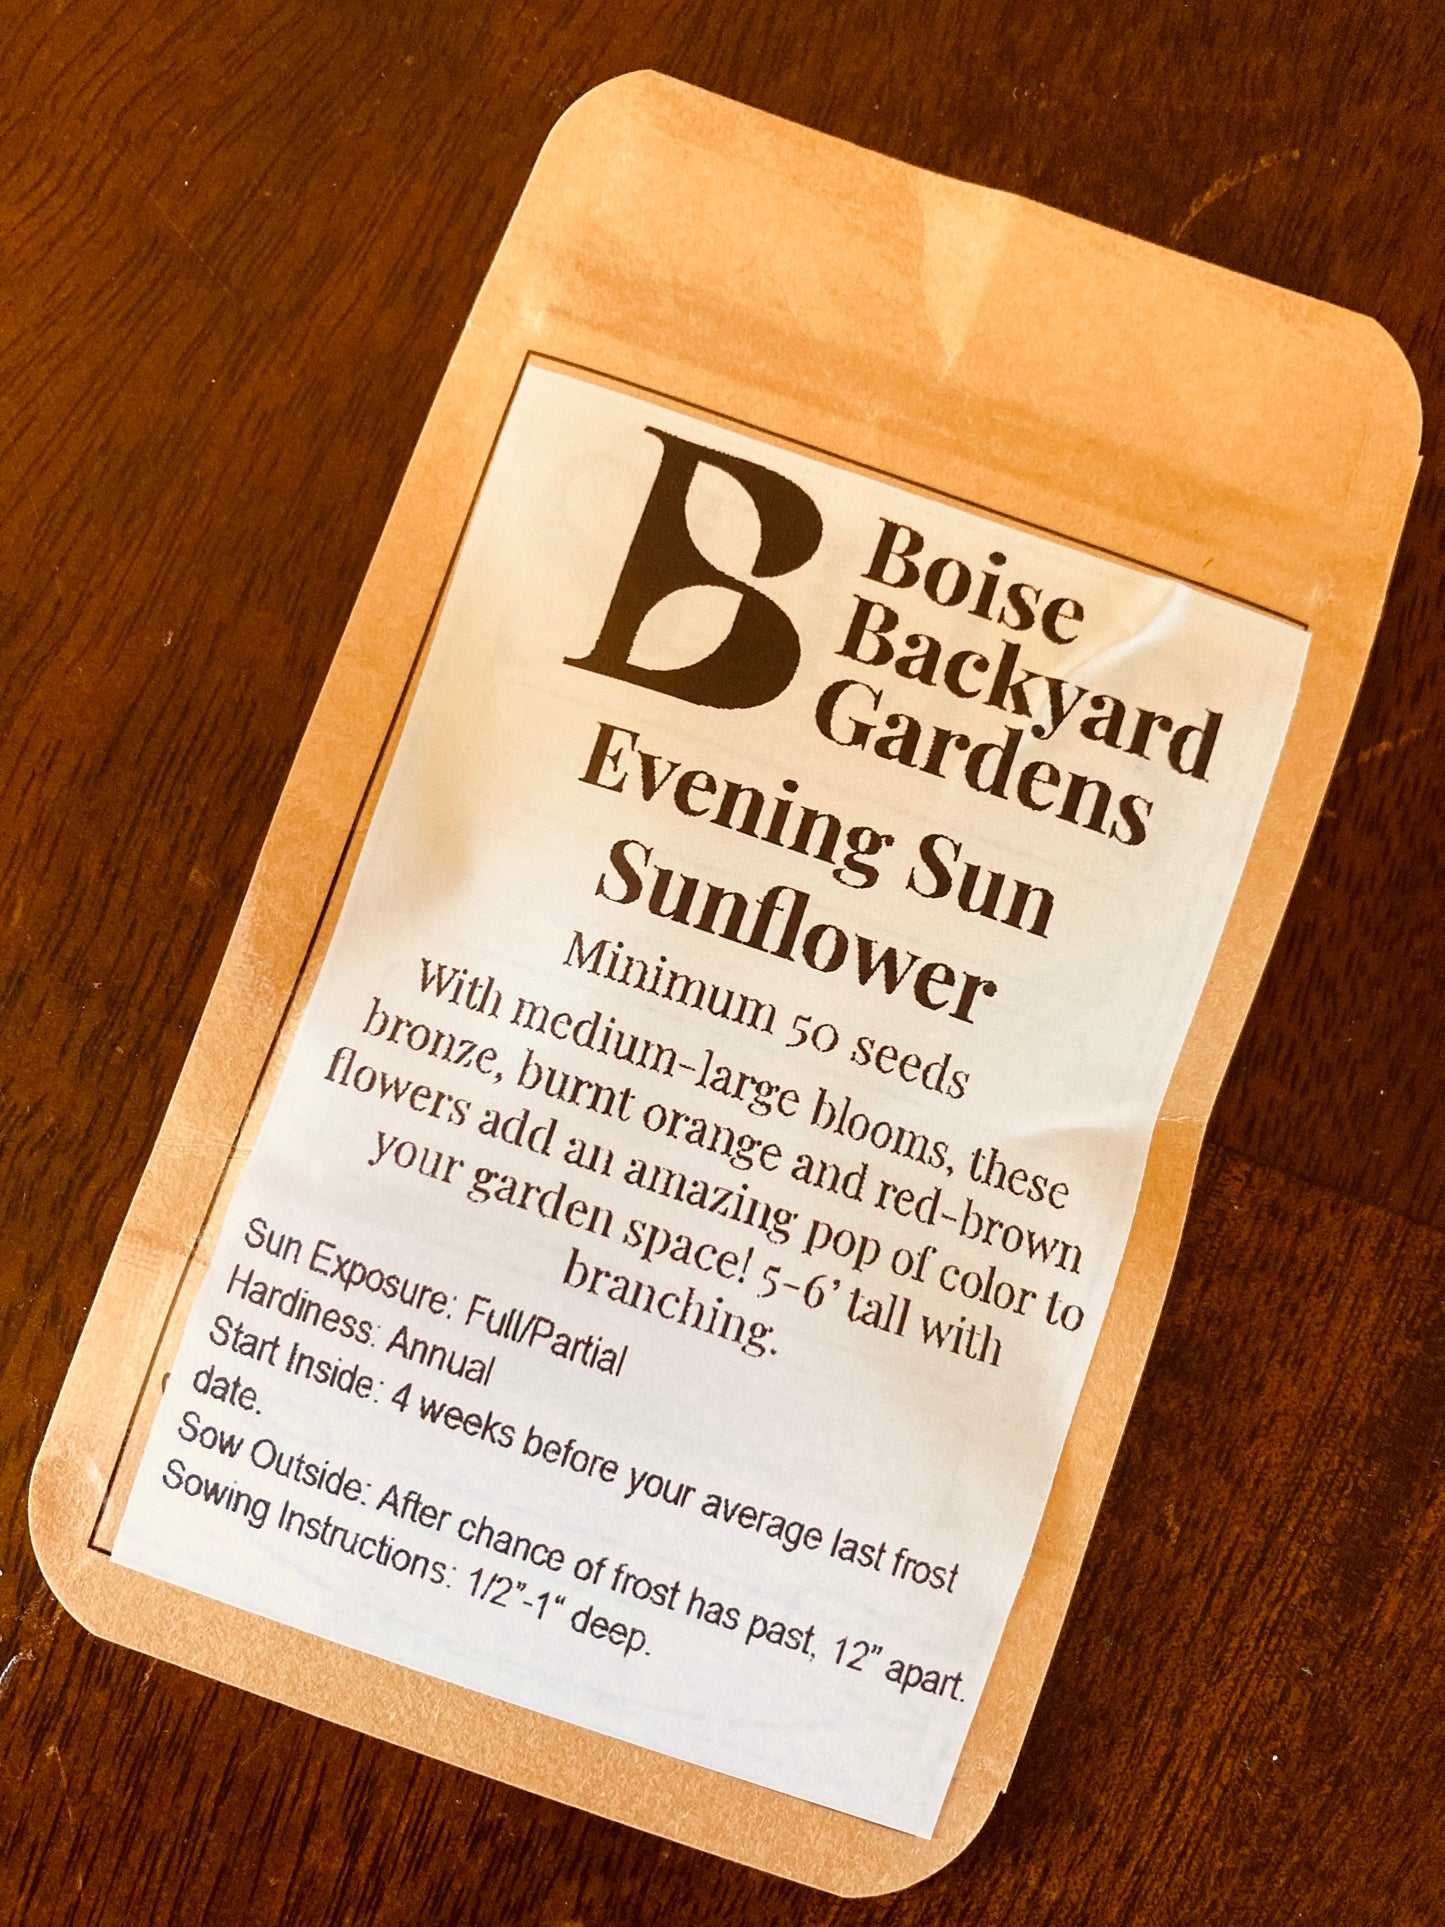 B
Boise
Backyard
Gardens
Evening Sun
Sunflower
Minimum 50 seeds
With medium-large blooms, these
bronze, burnt orange and red-brown
flowers add an amazing pop of color to
your garden space! 5-6’ tall with
branching.
Sun Exposure: Full/Partial
Hardiness: Annual
Start Inside: 4 weeks before your average last frost
date.
Sow Outside: After chance of frost has past, 12” apart.
Sowing Instructions: 1/2”-1“ deep.